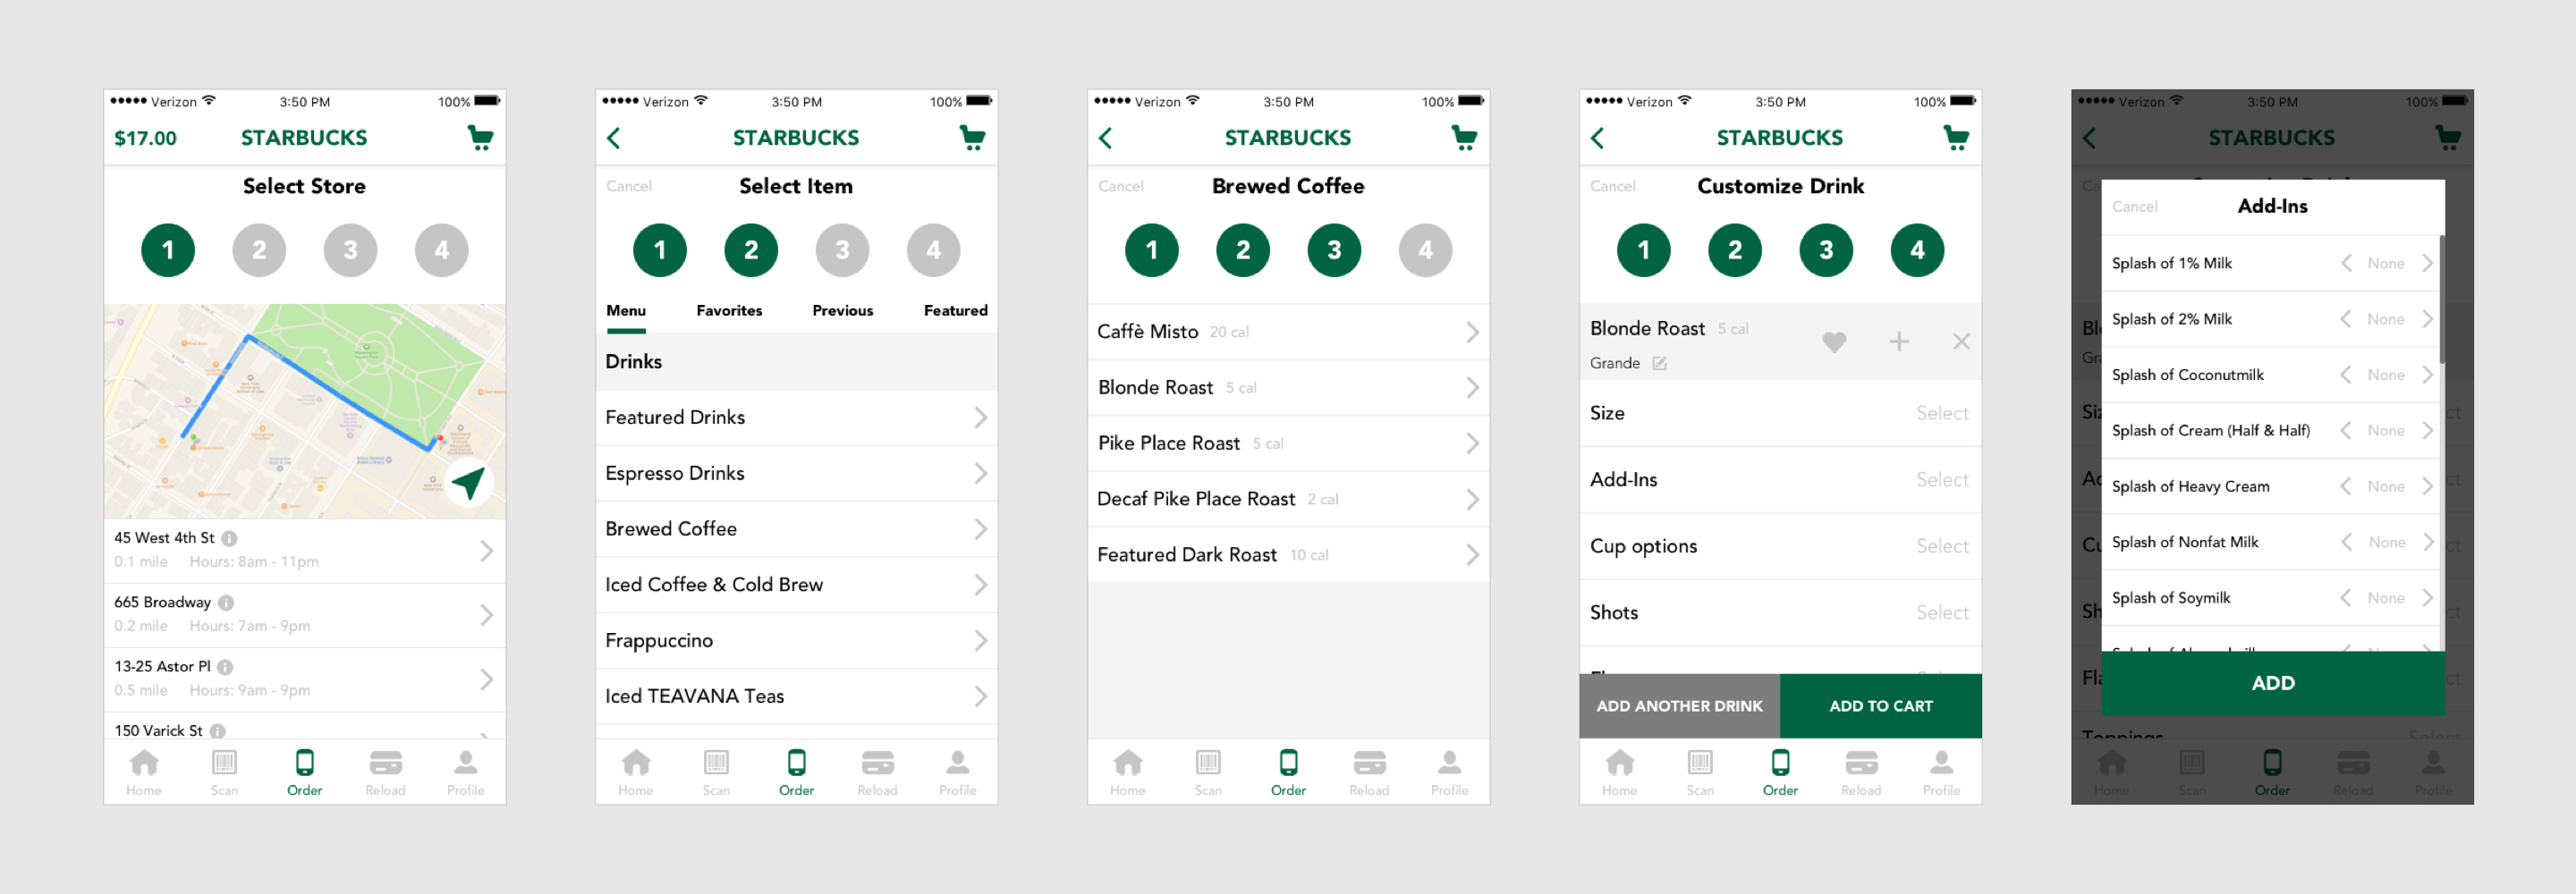 Verizon 3:50 PM 100%
$17.00 STARBUCKS
Select Store
1 2 3 4
45 West 4th St
0.1 mile Hours: 8am - 11pm
665 Broadway
0.2 mile Hours: 7am - 9pm
13-25 Astor Pl
0.5 mile Hours: 9am - 9pm
150 Varick St
Home Scan Order Reload Profile
Verizon 3:50 PM 100%
STARBUCKS
Cancel Select Item
1 2 3 4
Menu Favorites Previous Featured
Drinks
Featured Drinks
Espresso Drinks
Brewed Coffee
Iced Coffee & Cold Brew
Frappuccino
Iced TEAVANA Teas
Home Scan Order Reload Profile
Verizon 3:50 PM 100%
STARBUCKS
Cancel Brewed Coffee
1 2 3 4
Caffè Misto 20 cal
Blonde Roast 5 cal
Pike Place Roast 5 cal
Decaf Pike Place Roast 2 cal
Featured Dark Roast 10 cal
Home Scan Order Reload Profile
Verizon 3:50 PM 100%
STARBUCKS
Cancel Customize Drink
1 2 3 4
Blonde Roast 5 cal
Grande
Size Select
Add-Ins Select
Cup options Select
Shots Select
ADD ANOTHER DRINK ADD TO CART
Home Scan Order Reload Profile
Verizon 3:50 PM 100%
STARBUCKS
Cancel Add-Ins
Splash of 1% Milk None
Splash of 2% Milk None
Splash of Coconutmilk None
Splash of Cream (Half & Half) None
Splash of Heavy Cream None
Splash of Nonfat Milk None
Splash of Soymilk None
ADD
Toppings Select
Home Scan Order Reload Profile